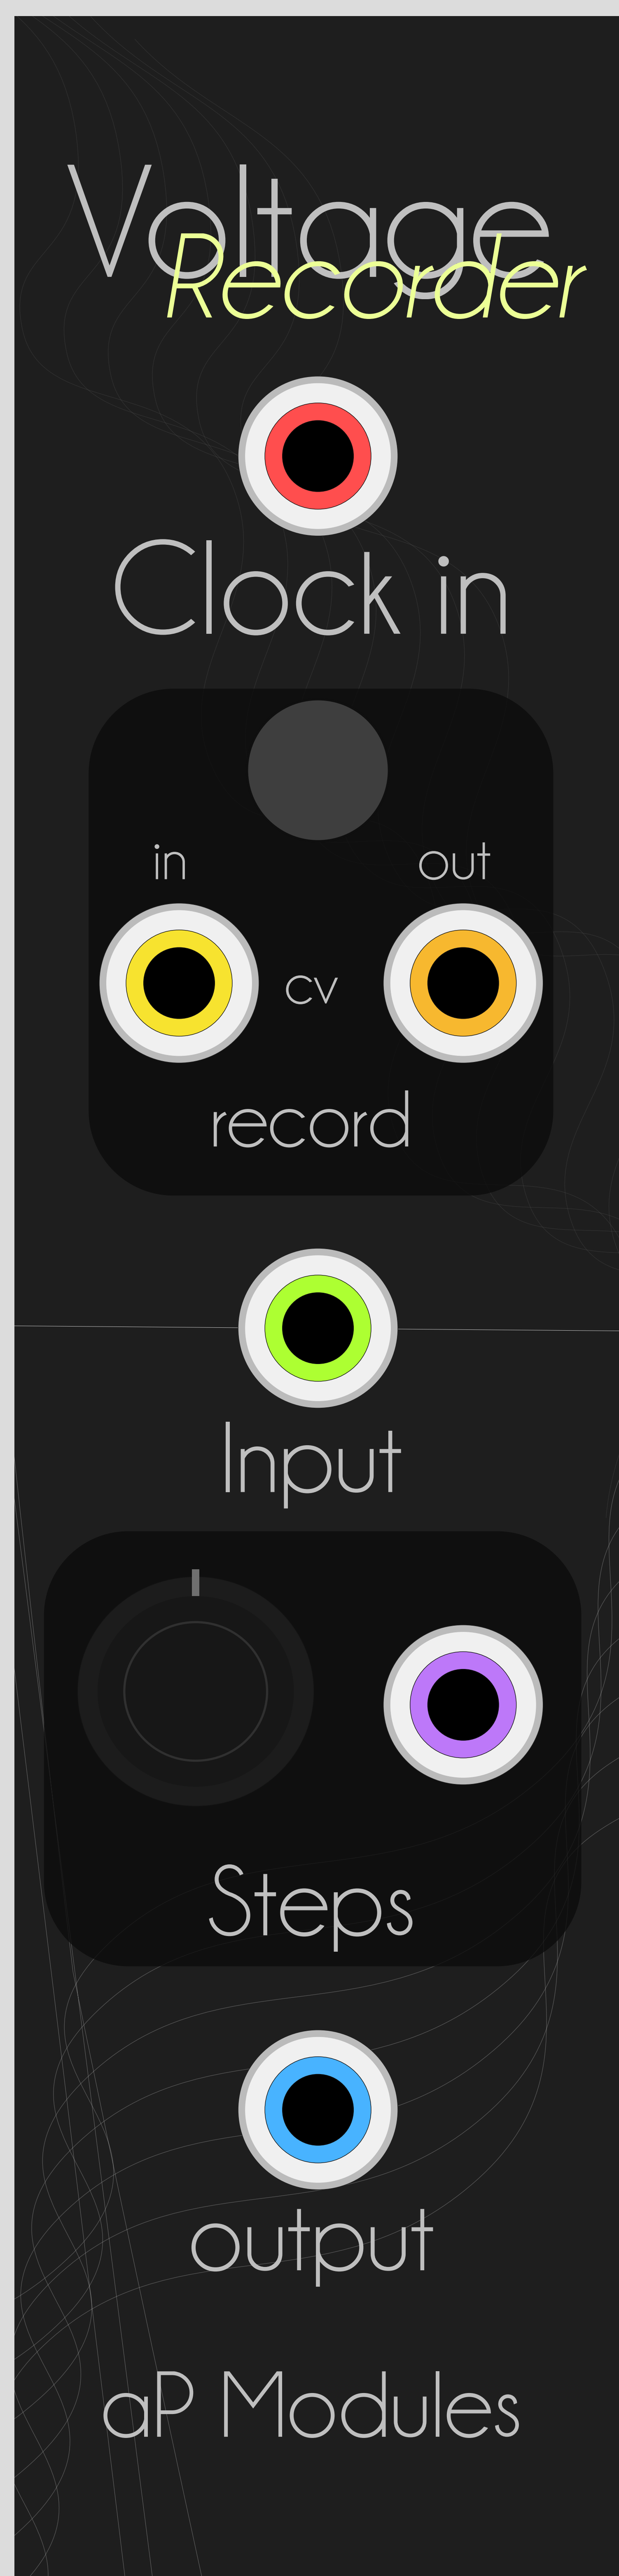 Voltage
Recorder
Clock in
in
out
cv
record
Input
Steps
output
aP Modules